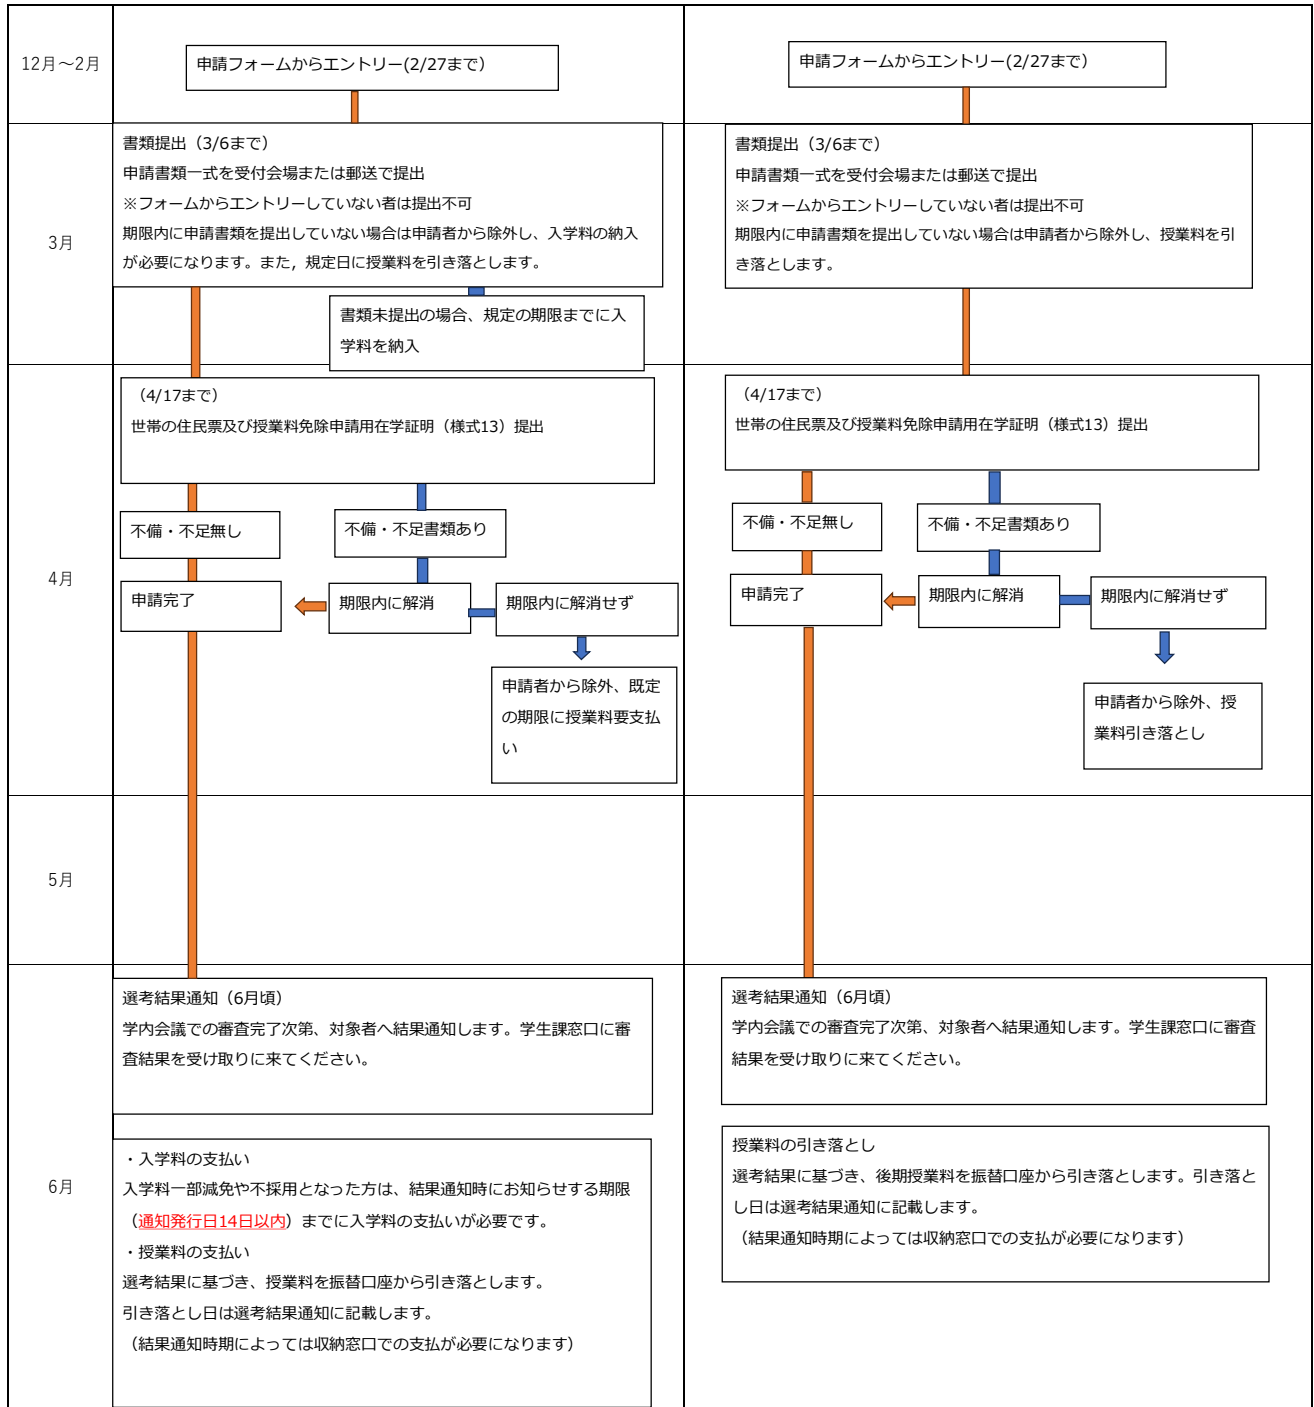 12月～2月
申請フォームからエントリー(2/27まで）
3月
書類提出（3/6まで）
申請書類一式を受付会場または郵送で提出
※フォームからエントリーしていない者は提出不可
期限内に申請書類を提出していない場合は申請者から除外し、入学料の納入
が必要になります。また，規定日に授業料を引き落とします。
書類未提出の場合、規定の期限までに入
学料を納入
4月
（4/17まで）
世帯の住民票及び授業料免除申請用在学証明（様式13）提出
不備・不足無し
不備・不足書類あり
申請完了
期限内に解消
期限内に解消せず
申請者から除外、既定
の期限に授業料要支払
い
5月
6月
選考結果通知（6月頃）
学内会議での審査完了次第、対象者へ結果通知します。学生課窓口に審
査結果を受け取りに来てください。
・入学料の支払い
入学料一部減免や不採用となった方は、結果通知時にお知らせする期限
（通知発行日14日以内）までに入学料の支払いが必要です。
・授業料の支払い
選考結果に基づき、授業料を振替口座から引き落とします。
引き落とし日は選考結果通知に記載します。
（結果通知時期によっては収納窓口での支払が必要になります）
申請フォームからエントリー(2/27まで）
書類提出（3/6まで）
申請書類一式を受付会場または郵送で提出
※フォームからエントリーしていない者は提出不可
期限内に申請書類を提出していない場合は申請者から除外し、授業料を引
き落とします。
（4/17まで）
世帯の住民票及び授業料免除申請用在学証明（様式13）提出
不備・不足無し
不備・不足書類あり
申請完了
期限内に解消
期限内に解消せず
申請者から除外、授
業料引き落とし
選考結果通知（6月頃）
学内会議での審査完了次第、対象者へ結果通知します。学生課窓口に審査
結果を受け取りに来てください。
授業料の引き落とし
選考結果に基づき、後期授業料を振替口座から引き落とします。引き落と
し日は選考結果通知に記載します。
（結果通知時期によっては収納窓口での支払が必要になります）